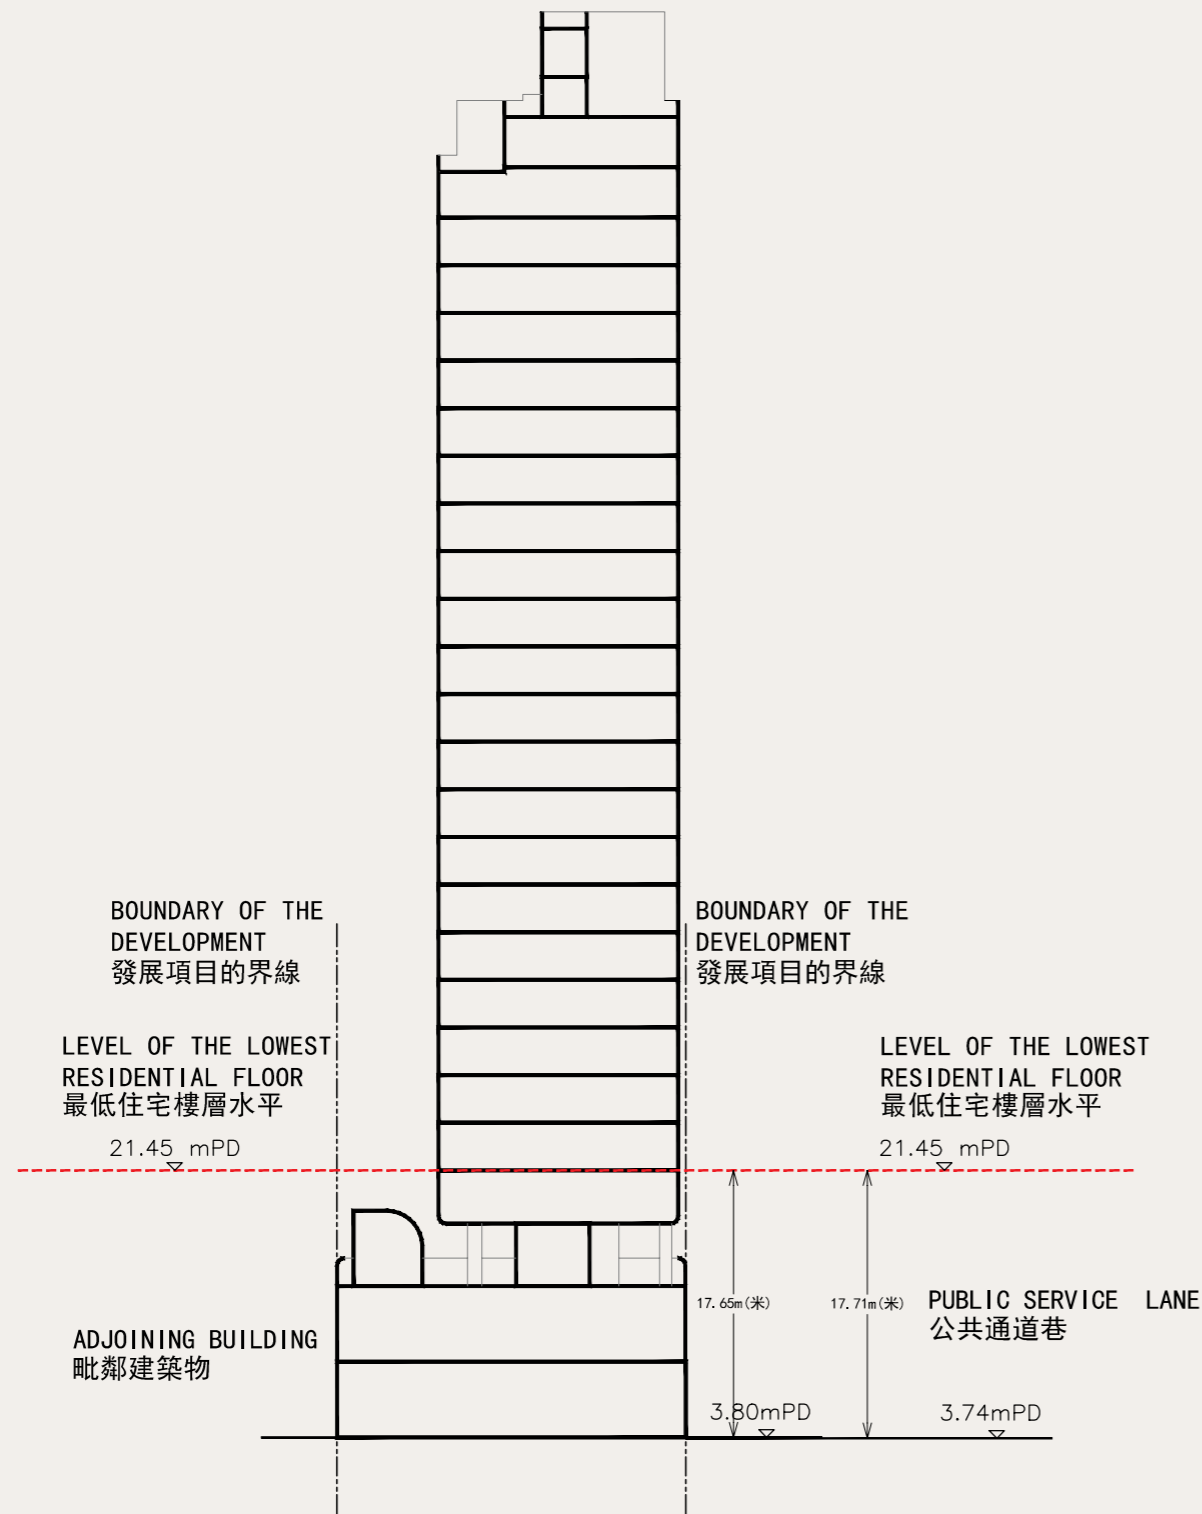 BOUNDARY OF THE
DEVELOPMENT
發展項目的界線
BOUNDARY OF THE
DEVELOPMENT
發展項目的界線
LEVEL OF THE LOWEST
RESIDENTIAL FLOOR
最低住宅樓層水平
21.45 mPD
LEVEL OF THE LOWEST
RESIDENTIAL FLOOR
最低住宅樓層水平
21.45 mPD
ADJOINING BUILDING
毗鄰建築物
17.65m(米)
17.71m(米)
PUBLIC SERVICE LANE
公共通道巷
3.80mPD
3.74mPD